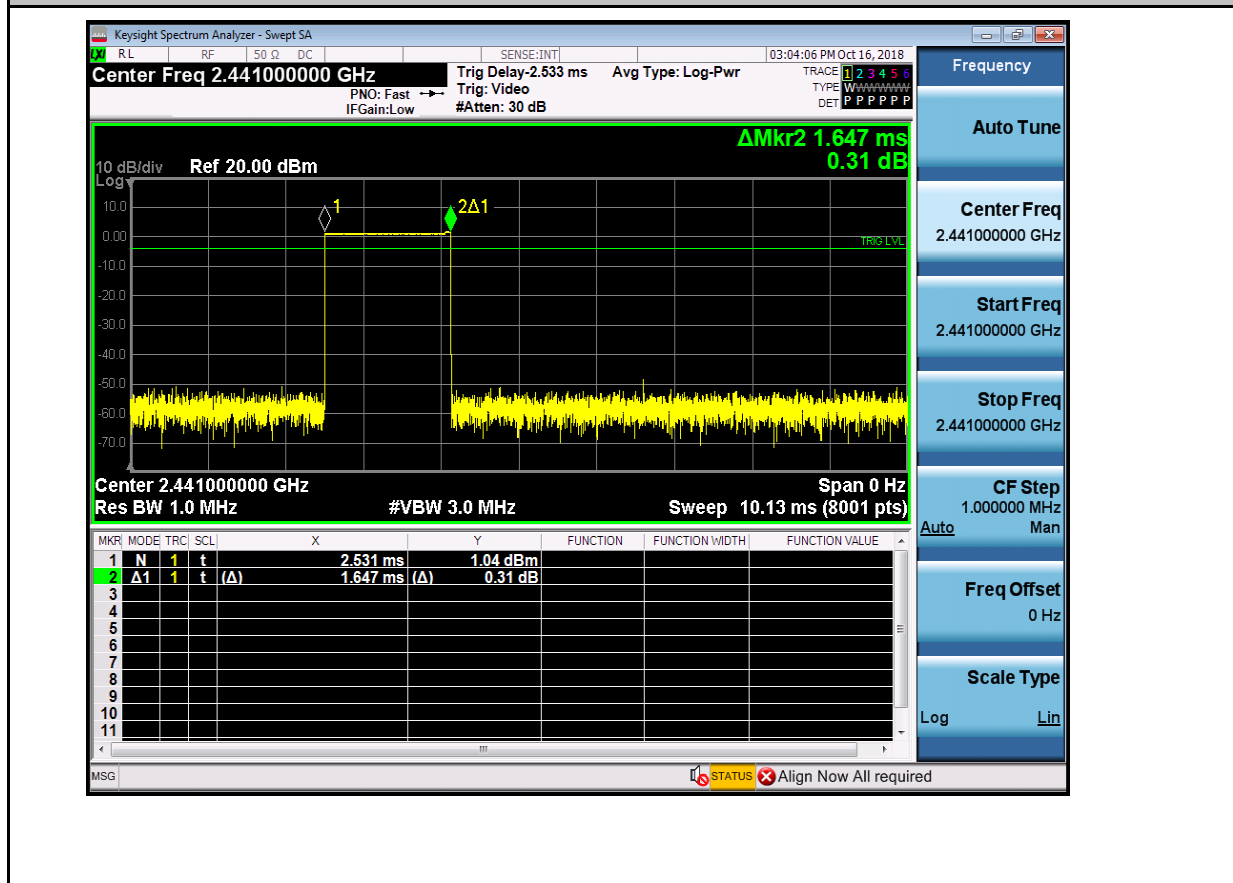 Keysight Spectrum Analyzer - Swept SA
LXI RL RF 50 Ω DC SENSE:INT 03:04:06 PM Oct 16, 2018
Center Freq 2.441000000 GHz
PNO: Fast
IFGain:Low
Trig Delay-2.533 ms
Trig: Video
#Atten: 30 dB
Avg Type: Log-Pwr
TRACE 1 2 3 4 5 6
TYPE WWWWWW
DET P P P P P P
ΔMkr2 1.647 ms
0.31 dB
10 dB/div
Log
Ref 20.00 dBm
1
2Δ1
TRIG LVL
10.0
0.00
-10.0
-20.0
-30.0
-40.0
-50.0
-60.0
-70.0
Center 2.441000000 GHz Span 0 Hz
Res BW 1.0 MHz #VBW 3.0 MHz Sweep 10.13 ms (8001 pts)
MKR MODE TRC SCL X Y FUNCTION FUNCTION WIDTH FUNCTION VALUE
1 N 1 t 2.531 ms 1.04 dBm
2 Δ1 1 t (Δ) 1.647 ms (Δ) 0.31 dB
3
4
5
6
7
8
9
10
11
MSG STATUS Align Now All required
Frequency
Auto Tune
Center Freq
2.441000000 GHz
Start Freq
2.441000000 GHz
Stop Freq
2.441000000 GHz
CF Step
1.000000 MHz
Auto Man
Freq Offset
0 Hz
Scale Type
Log Lin